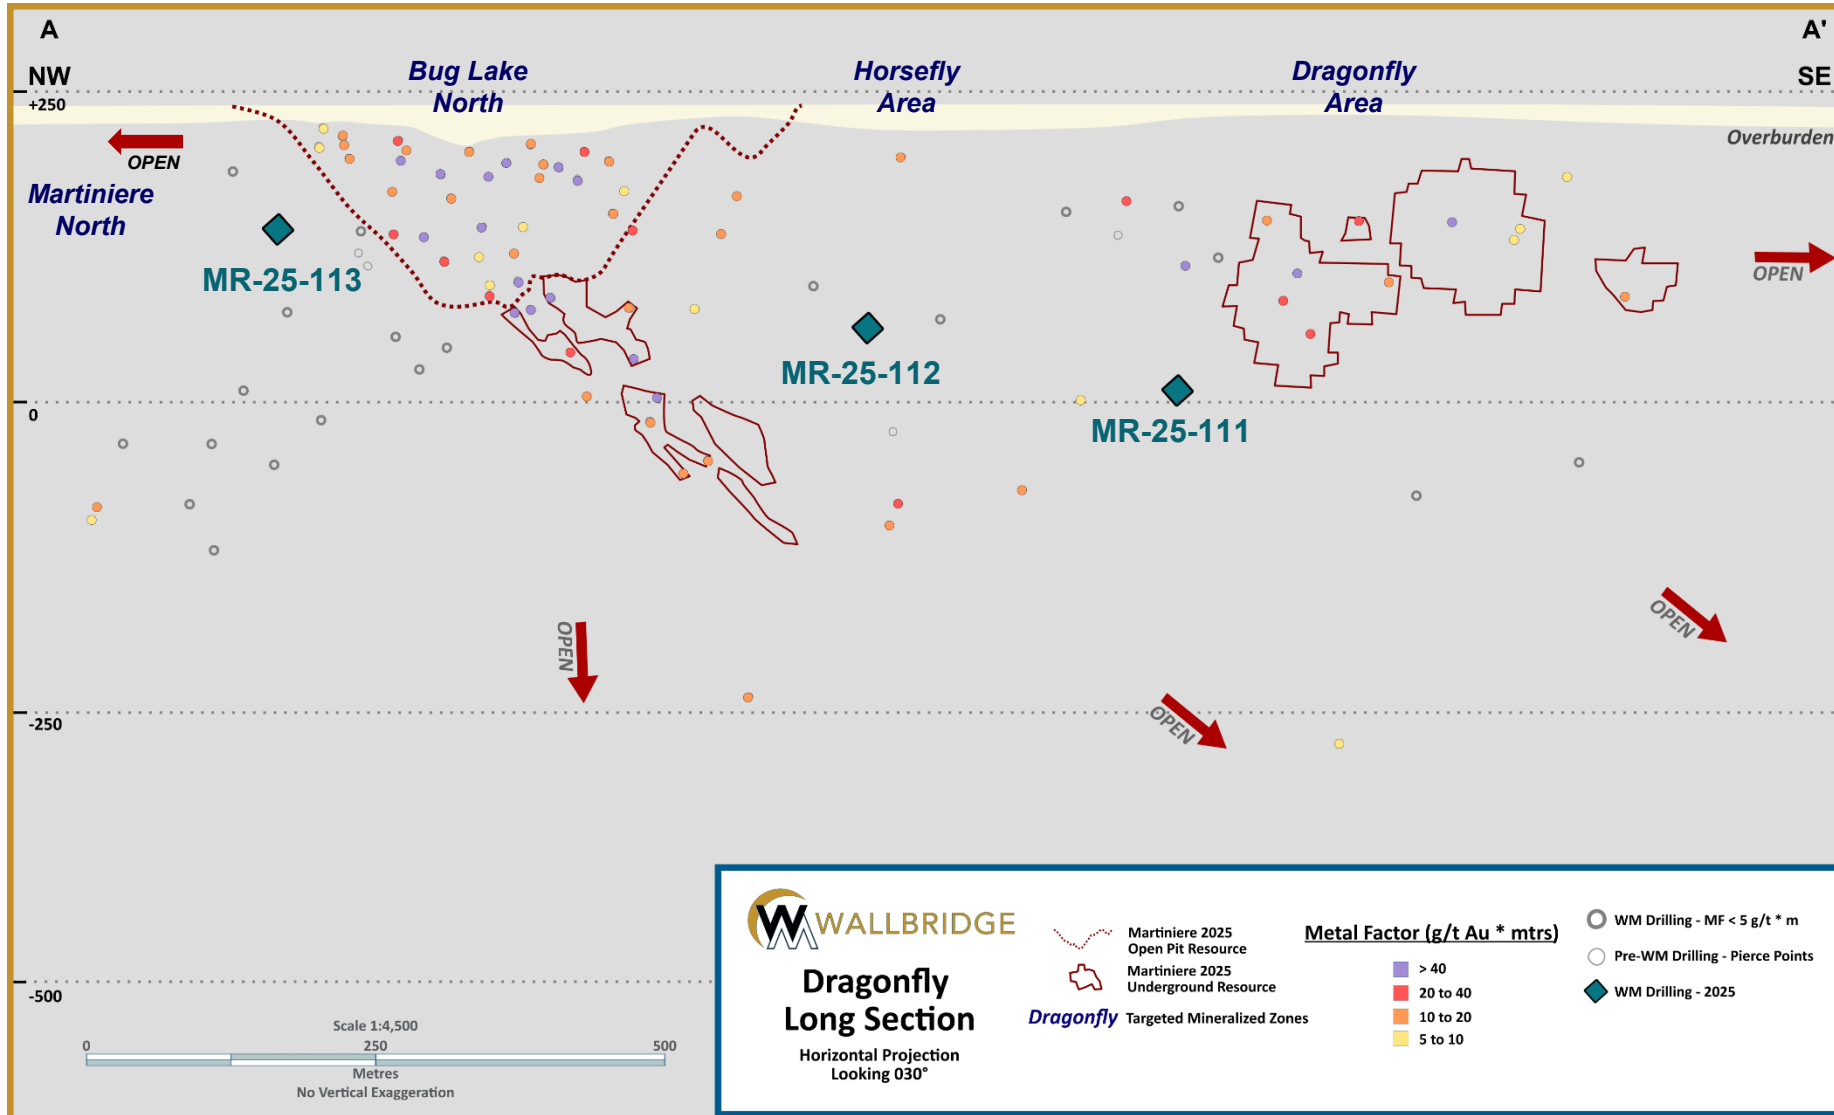 A
A'
NW
SE
Bug Lake
North
Horsefly
Area
Dragonfly
Area
+250
Overburden
OPEN
Martiniere
North
OPEN
MR-25-113
MR-25-112
MR-25-111
0
OPEN
OPEN
OPEN
-250
-500
Scale 1:4,500
0
250
500
Metres
No Vertical Exaggeration
WM WALLBRIDGE
Dragonfly
Long Section
Horizontal Projection
Looking 030°
Martiniere 2025
Open Pit Resource
Martiniere 2025
Underground Resource
Dragonfly Targeted Mineralized Zones
Metal Factor (g/t Au * mtrs)
> 40
20 to 40
10 to 20
5 to 10
WM Drilling - MF < 5 g/t * m
Pre-WM Drilling - Pierce Points
WM Drilling - 2025